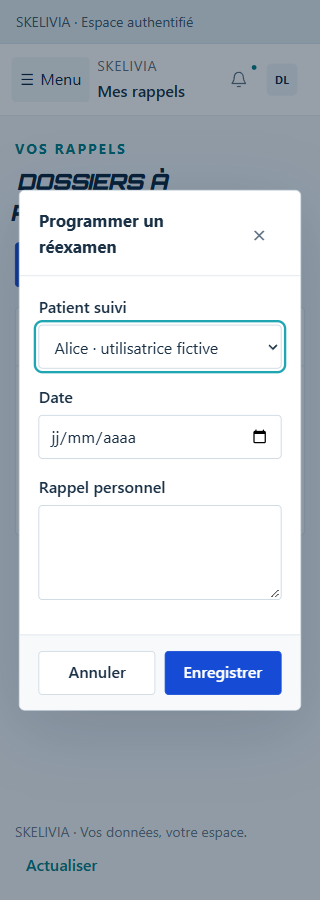 SKELIVIA · Espace authentifié
☰ Menu
SKELIVIA
Mes rappels
DL
VOS RAPPELS
DOSSIERS À
Programmer un
réexamen
×
Patient suivi
Alice · utilisatrice fictive
Date
jj/mm/aaaa
Rappel personnel
Annuler
Enregistrer
SKELIVIA · Vos données, votre espace.
Actualiser